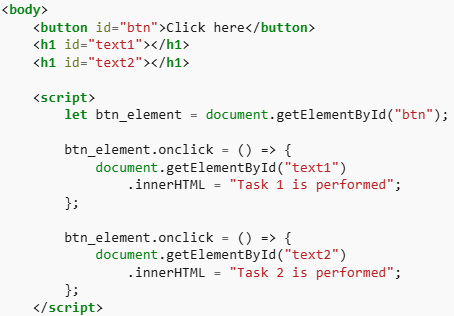 <body>
    <button id="btn">Click here</button>
    <h1 id="text1"></h1>
    <h1 id="text2"></h1>

    <script>
        let btn_element = document.getElementById("btn");

        btn_element.onclick = () => {
            document.getElementById("text1")
                .innerHTML = "Task 1 is performed";
        };

        btn_element.onclick = () => {
            document.getElementById("text2")
                .innerHTML = "Task 2 is performed";
        };
    </script>